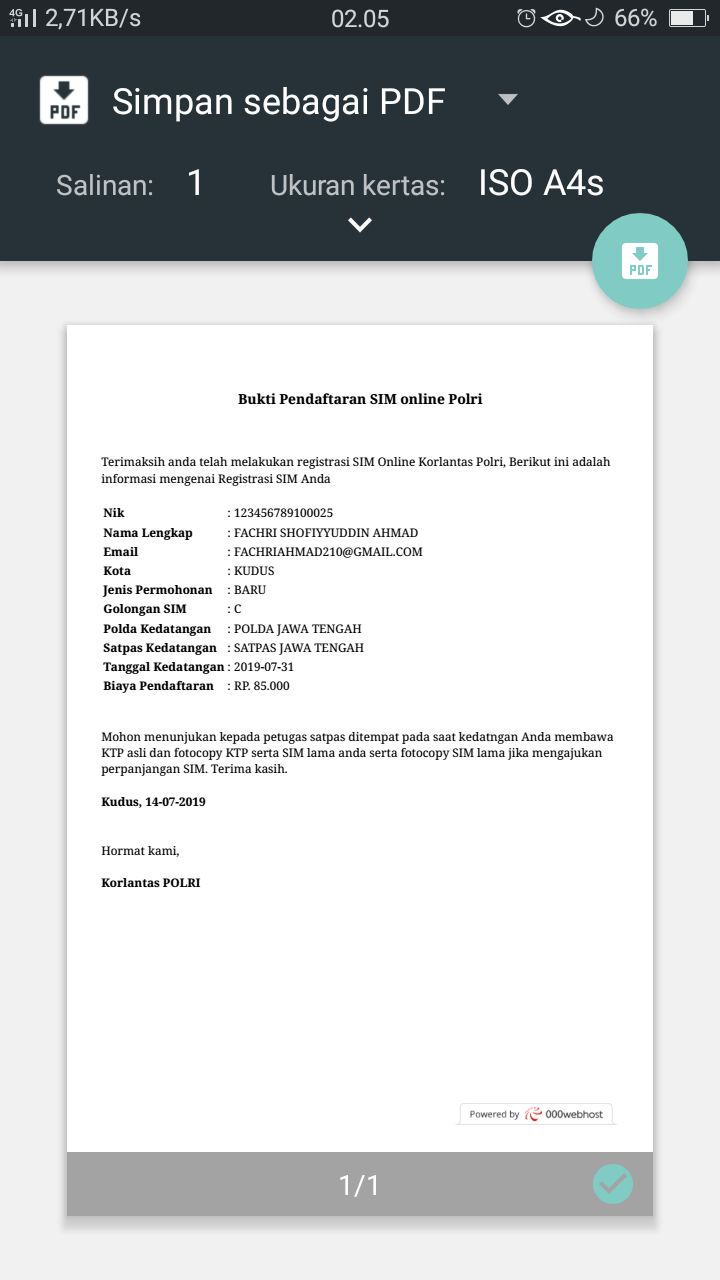 4G 2,71KB/s 02.05 66%
PDF Simpan sebagai PDF
Salinan: 1 Ukuran kertas: ISO A4s
PDF
Bukti Pendaftaran SIM online Polri
Terimaksih anda telah melakukan registrasi SIM Online Korlantas Polri, Berikut ini adalah
informasi mengenai Registrasi SIM Anda
Nik : 123456789100025
Nama Lengkap : FACHRI SHOFIYYUDDIN AHMAD
Email : FACHRIAHMAD210@GMAIL.COM
Kota : KUDUS
Jenis Permohonan : BARU
Golongan SIM : C
Polda Kedatangan : POLDA JAWA TENGAH
Satpas Kedatangan : SATPAS JAWA TENGAH
Tanggal Kedatangan : 2019-07-31
Biaya Pendaftaran : RP. 85.000
Mohon menunjukan kepada petugas satpas ditempat pada saat kedatngan Anda membawa
KTP asli dan fotocopy KTP serta SIM lama anda serta fotocopy SIM lama jika mengajukan
perpanjangan SIM. Terima kasih.
Kudus, 14-07-2019
Hormat kami,
Korlantas POLRI
Powered by 000webhost
1/1